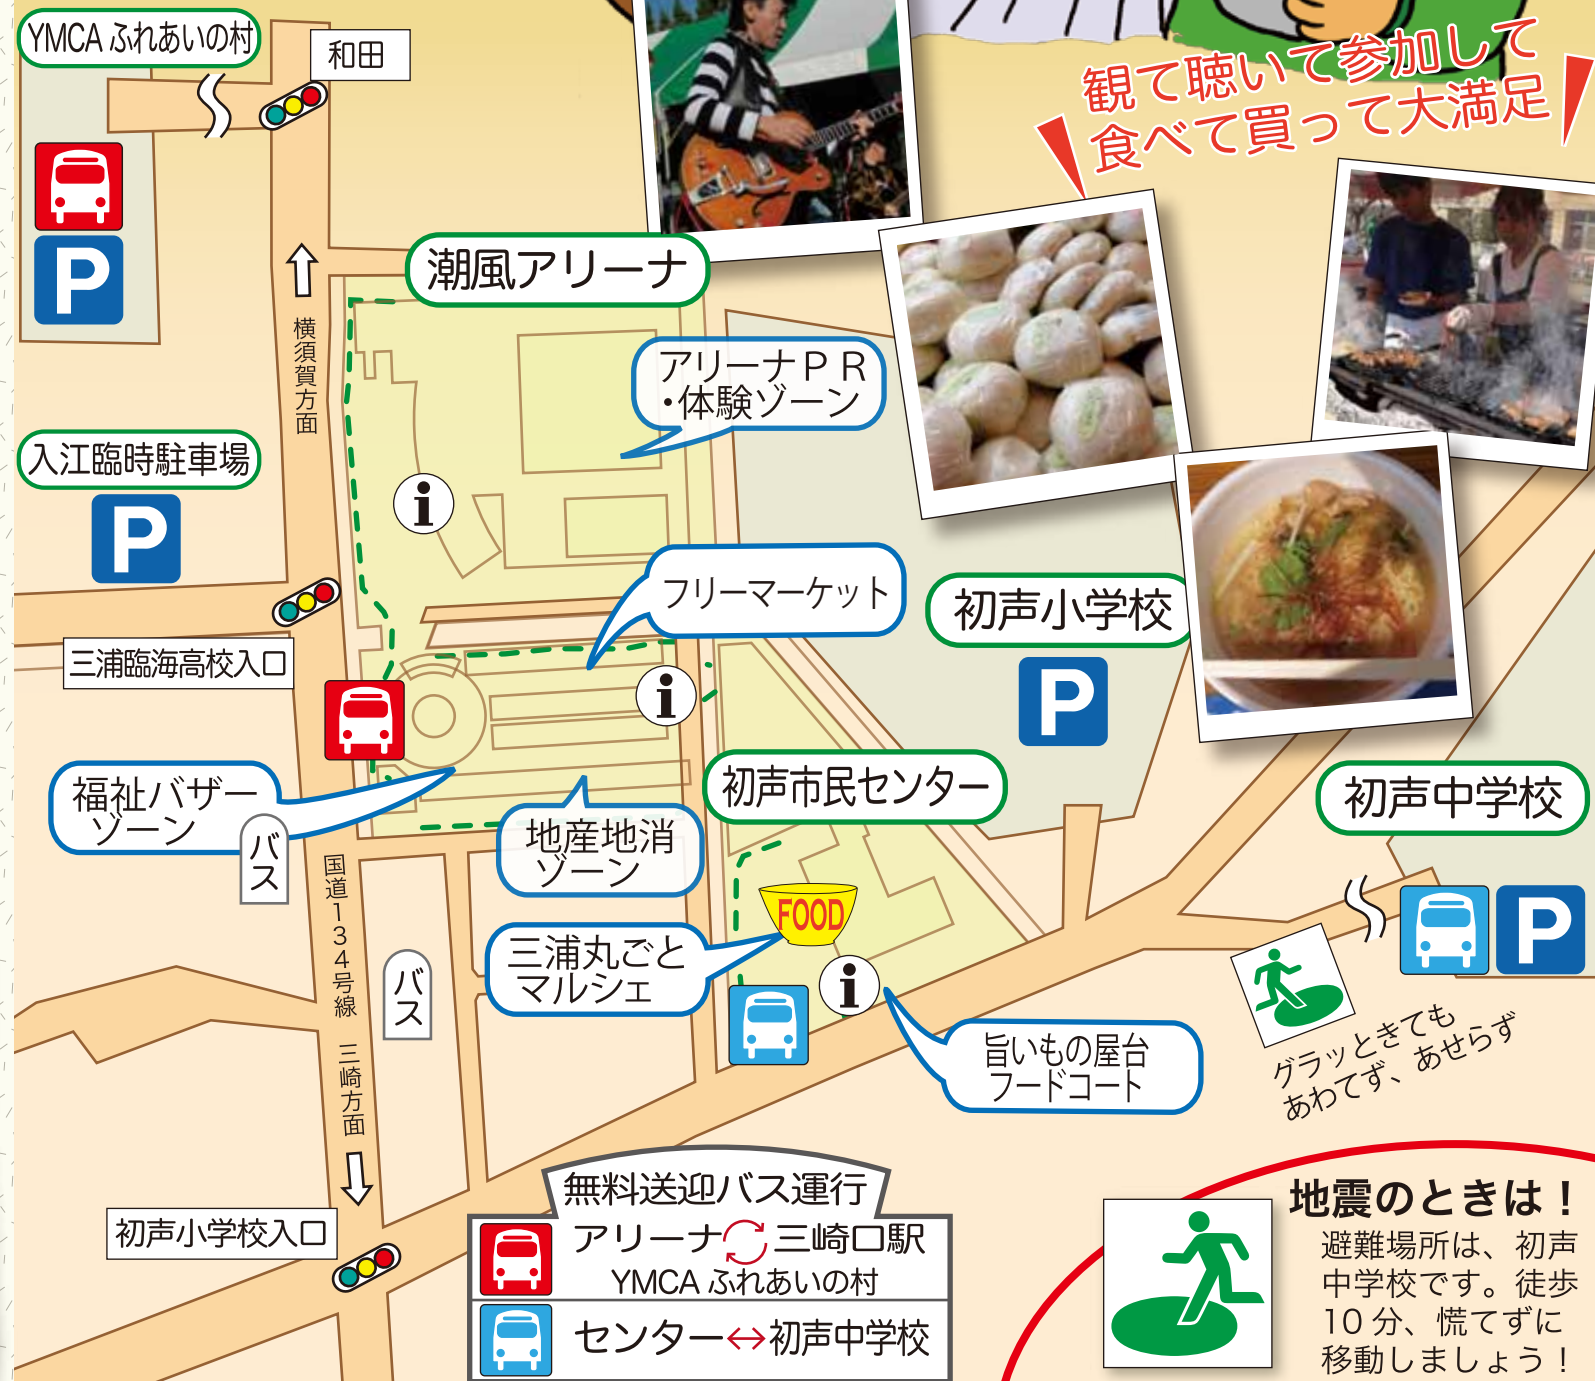 YMCA ふれあいの村
和田
観て聴いて参加して
食べて買って大満足
P
潮風アリーナ
横須賀方面
アリーナPR
・体験ゾーン
入江臨時駐車場
P
i
フリーマーケット
初声小学校
P
三浦臨海高校入口
i
福祉バザー
ゾーン
バス
地産地消
ゾーン
初声市民センター
初声中学校
P
FOOD
三浦丸ごと
マルシェ
i
国道134号線
三崎方面
バス
旨いもの屋台
フードコート
グラッときても
あわてず、あせらず
初声小学校入口
無料送迎バス運行
アリーナ 三崎口駅
YMCA ふれあいの村
センター↔初声中学校
地震のときは！
避難場所は、初声
中学校です。徒歩
10 分、慌てずに
移動しましょう！